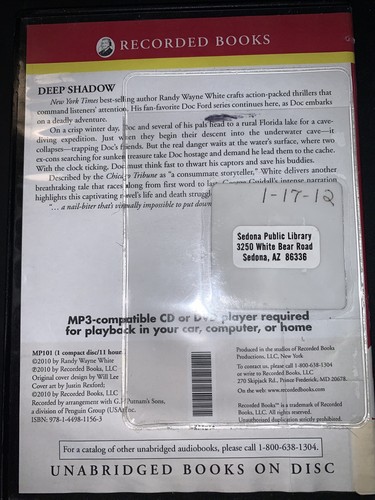 RECORDED BOOKS
DEEP SHADOW
New York Times best-selling author Randy Wayne White crafts action-packed thrillers that
command listeners' attention. His fan-favorite Doc Ford series continues here, as Doc embarks
on a deadly adventure.
On a crisp winter day, Doc and several of his pals head to a rural Florida lake for a cave-
diving expedition. Just when they begin their descent into the underwater cave—it
collapses—trapping Doc's friends. But the real danger waits at the water's surface, where two
ex-cons searching for sunken treasure take Doc hostage and demand he lead them to the cache.
With the clock ticking, Doc must think fast to thwart his captors and save his buddies.
Described by the Chicago Tribune as "a consummate storyteller," White delivers another
breathtaking tale that races along from first word to last. George Guidall's intense narration
highlights this captivating novel's life and death struggle
"... a nail-biter that's virtually impossible to put down
1-17-12
Sedona Public Library
3250 White Bear Road
Sedona, AZ 86336
MP3-compatible CD or DVD player required
for playback in your car, computer, or home
MP101 (1 compact disc/11 hour
©2010 by Randy Wayne White
℗2010 by Recorded Books, LLC
Original cover design by Will Lee
Cover art by Justin Rexford;
©2010 by Recorded Books, LLC
Recorded by arrangement with G.P. Putnam's Sons,
a division of Penguin Group (USA) Inc.
ISBN: 978-1-4498-1156-3
Produced in the studios of Recorded Books
Productions, LLC, New York
To contact us, please call 1-800-638-1304
or write to Recorded Books, LLC
270 Skipjack Rd., Prince Frederick, MD 20678.
On the web: www.recordedbooks.com
Recorded Books™ is a trademark of Recorded
Books, LLC. All rights reserved.
Unauthorized duplication strictly prohibited.
For a catalog of other unabridged audiobooks, please call 1-800-638-1304.
UNABRIDGED BOOKS ON DISC